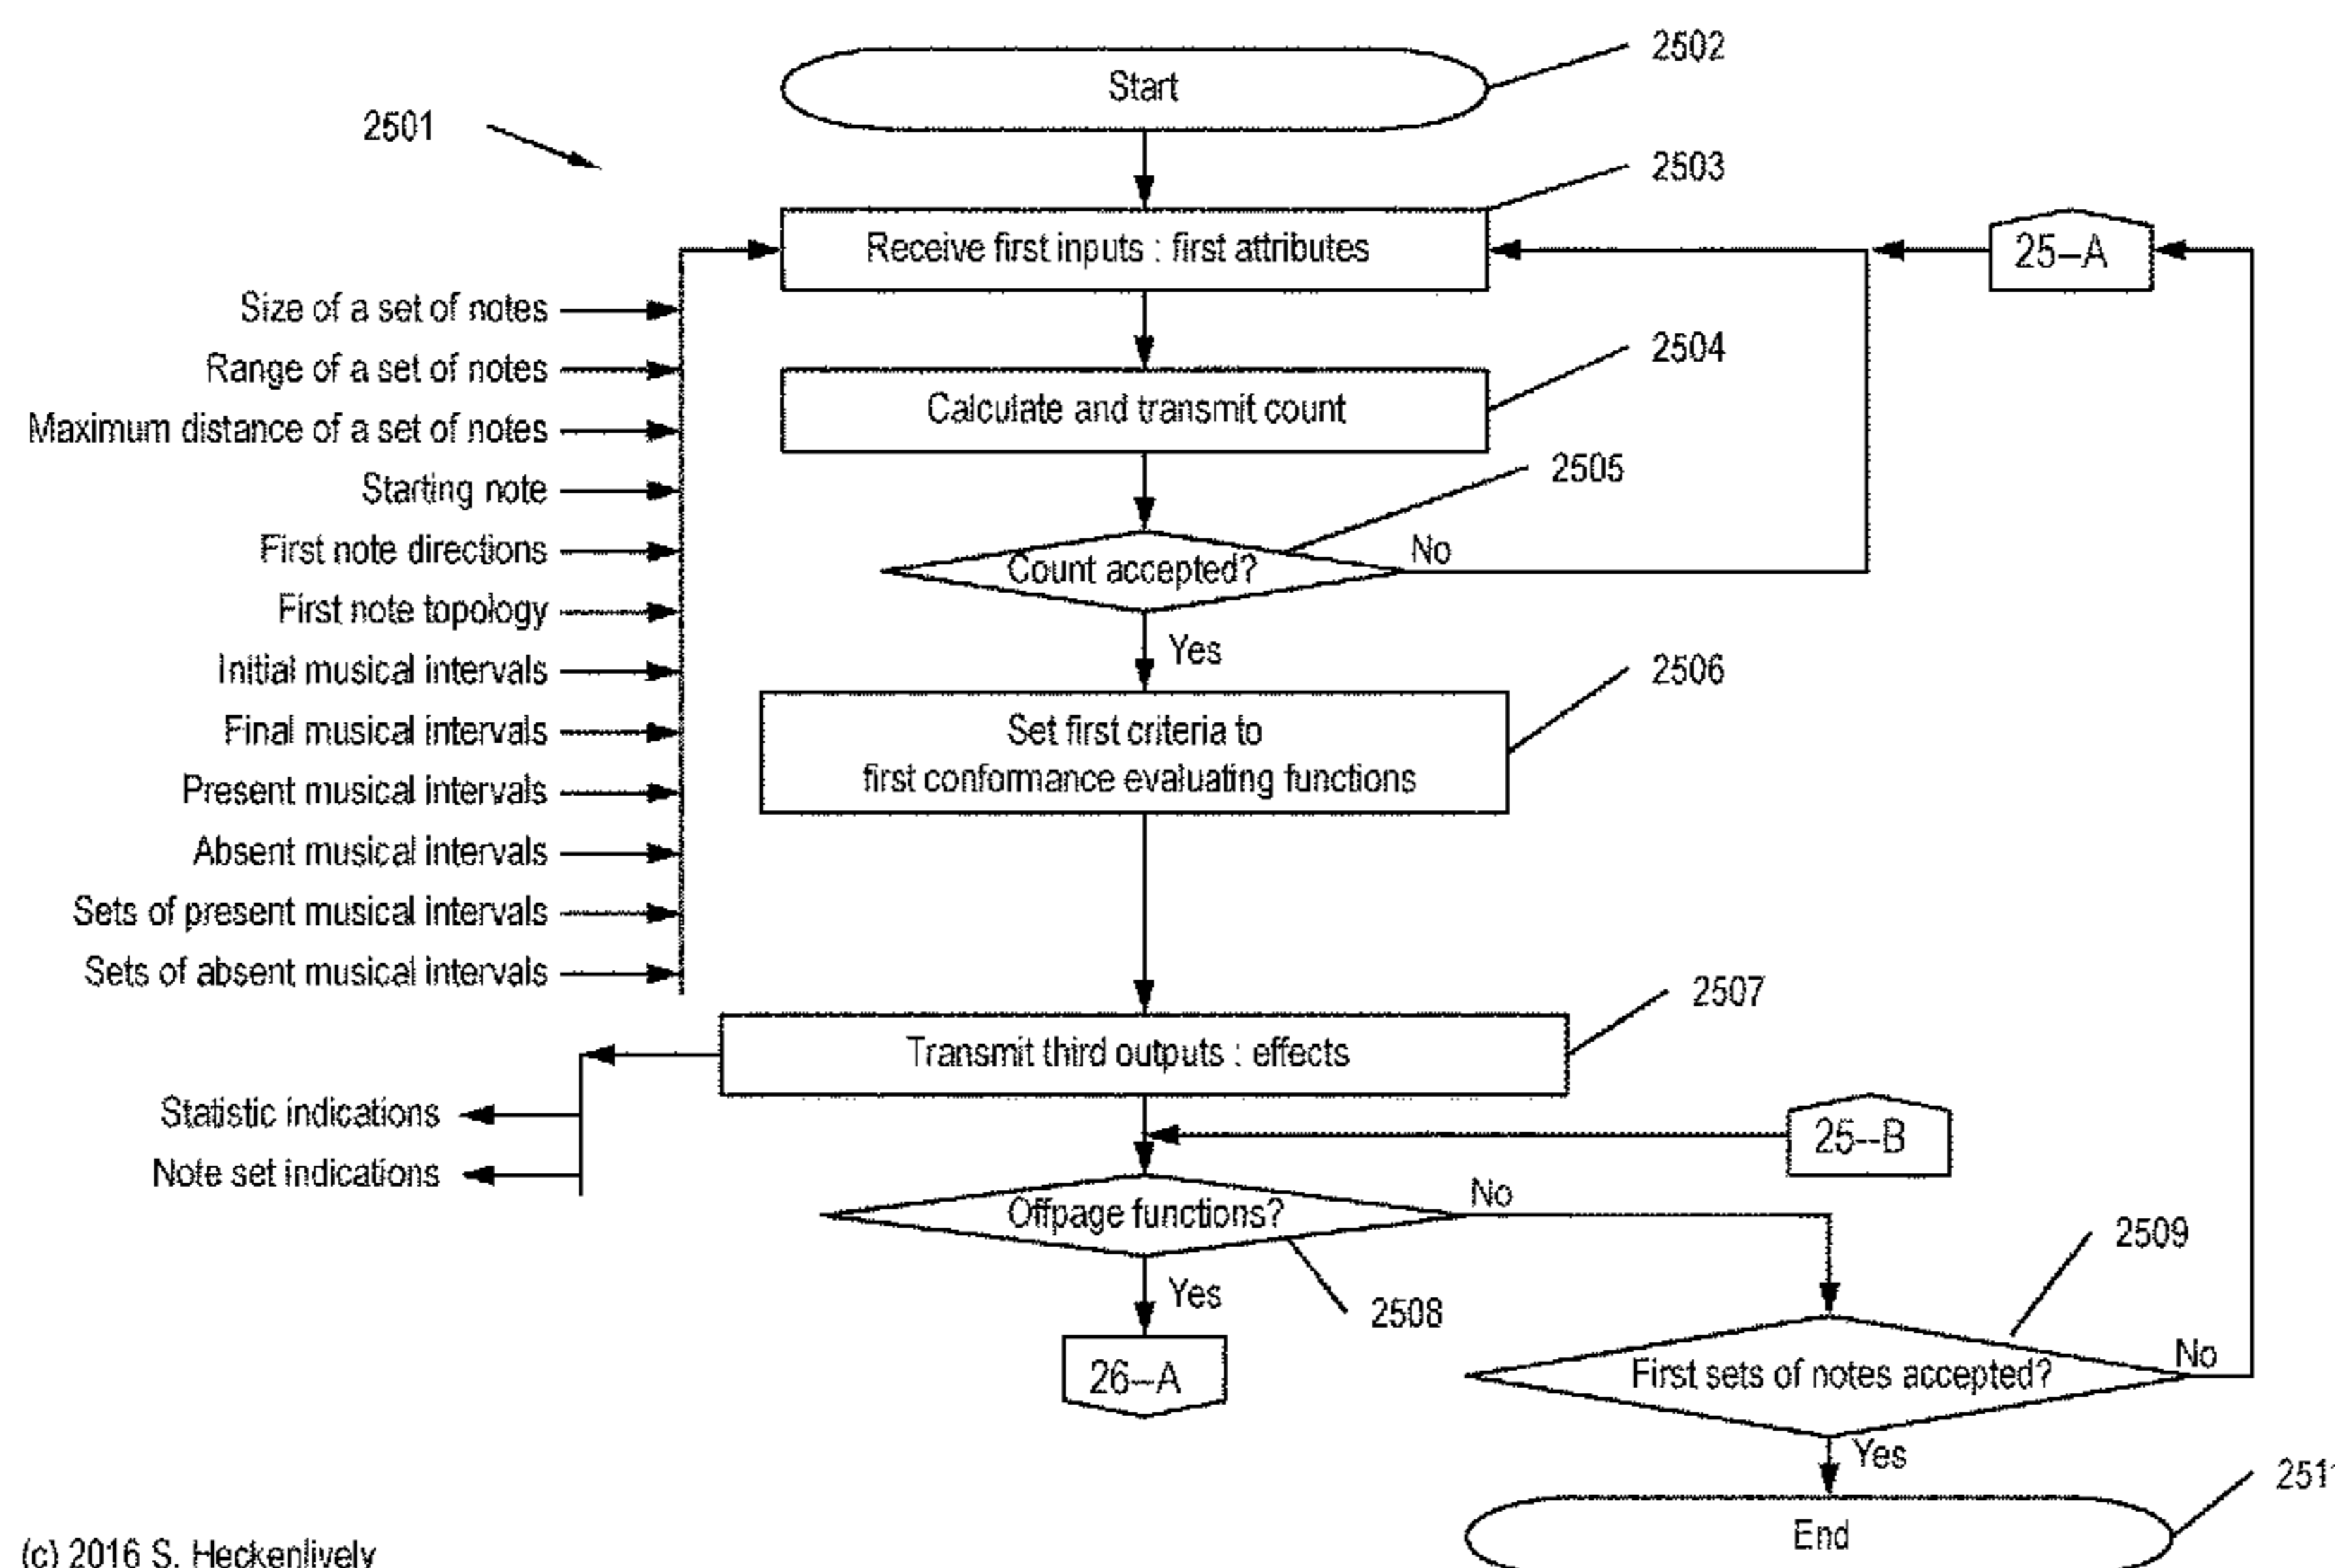 2502
Start
2501
2503
Receive first inputs : first attributes
25--A
Size of a set of notes
Range of a set of notes
2504
Calculate and transmit count
Maximum distance of a set of notes
2505
Starting note
First note directions
No
Count accepted?
First note topology
Yes
Initial musical intervals
2506
Final musical intervals
Set first criteria to
first conformance evaluating functions
Present musical intervals
Absent musical intervals
Sets of present musical intervals
Sets of absent musical intervals
2507
Transmit third outputs : effects
Statistic indications
25--B
Note set indications
Offpage functions?
No
2509
Yes
2508
26--A
First sets of notes accepted?
No
Yes
End
(c) 2016 S. Heckenlively